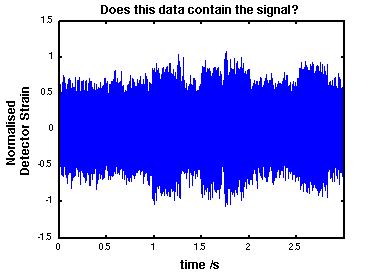 Does this data contain the signal?
1.5
1
0.5
0
-0.5
-1
-1.5
Normalised
Detector Strain
0 0.5 1 1.5 2 2.5
time /s